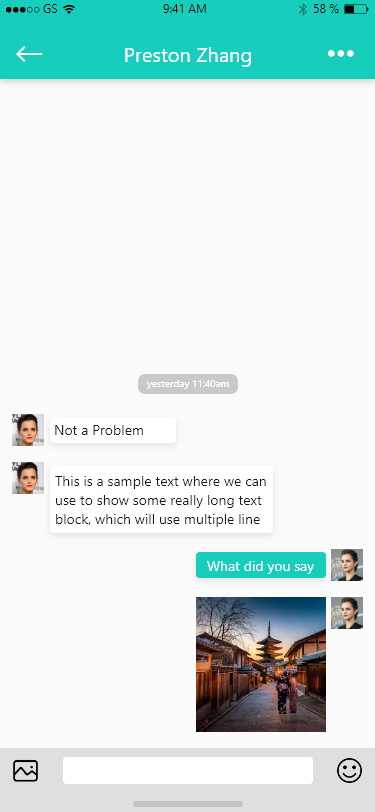 GS 9:41 AM 58 %
Preston Zhang
yesterday 11:40am
Not a Problem
This is a sample text where we can
use to show some really long text
block, which will use multiple line
What did you say